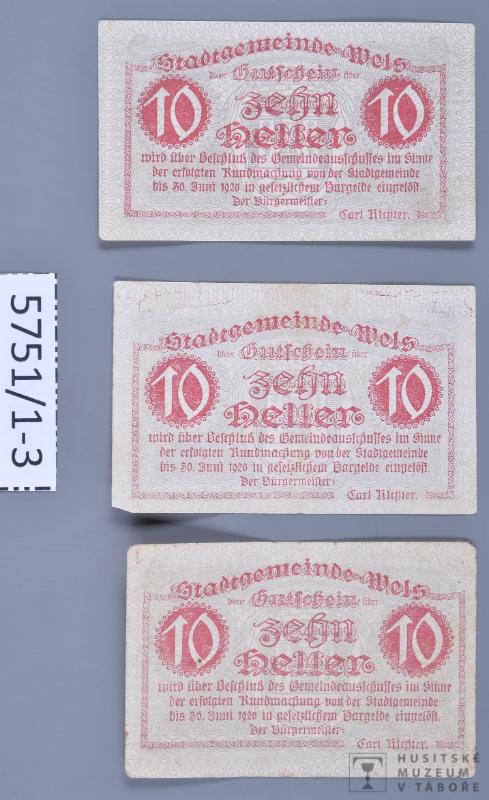 Stadtgemeinde Wels
Dieser Gutschein über
10 zehn 10
Heller
wird über Beschluß des Gemeindeausschusses im Sinne
der erfolgten Kundmachung von der Stadtgemeinde
bis 30. Juni 1920 in gesetzlichem Bargelde eingelöst.
Der Bürgermeister:
Carl Richter.
5751/1-3
Stadtgemeinde Wels
Dieser Gutschein über
10 zehn 10
Heller
wird über Beschluß des Gemeindeausschusses im Sinne
der erfolgten Kundmachung von der Stadtgemeinde
bis 30. Juni 1920 in gesetzlichem Bargelde eingelöst.
Der Bürgermeister:
Carl Richter.
Stadtgemeinde Wels
Dieser Gutschein über
10 zehn 10
Heller
wird über Beschluß des Gemeindeausschusses im Sinne
der erfolgten Kundmachung von der Stadtgemeinde
bis 30. Juni 1920 in gesetzlichem Bargelde eingelöst.
Der Bürgermeister:
Carl Richter.
HUSITSKÉ
MUZEUM
V TÁBOŘE